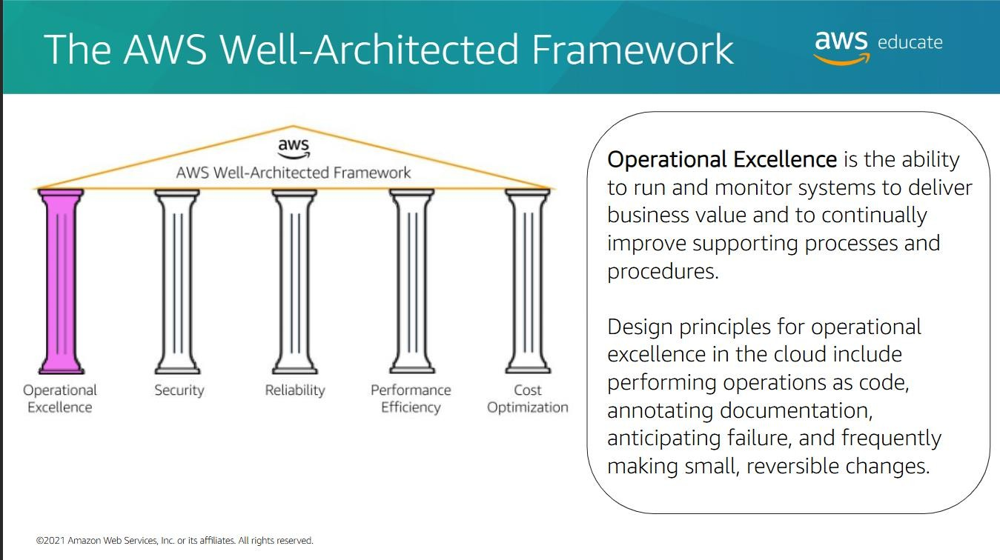 The AWS Well-Architected Framework
aws educate
aws
AWS Well-Architected Framework
Operational
Excellence
Security
Reliability
Performance
Efficiency
Cost
Optimization
Operational Excellence is the ability
to run and monitor systems to deliver
business value and to continually
improve supporting processes and
procedures.
Design principles for operational
excellence in the cloud include
performing operations as code,
annotating documentation,
anticipating failure, and frequently
making small, reversible changes.
©2021 Amazon Web Services, Inc. or its affiliates. All rights reserved.